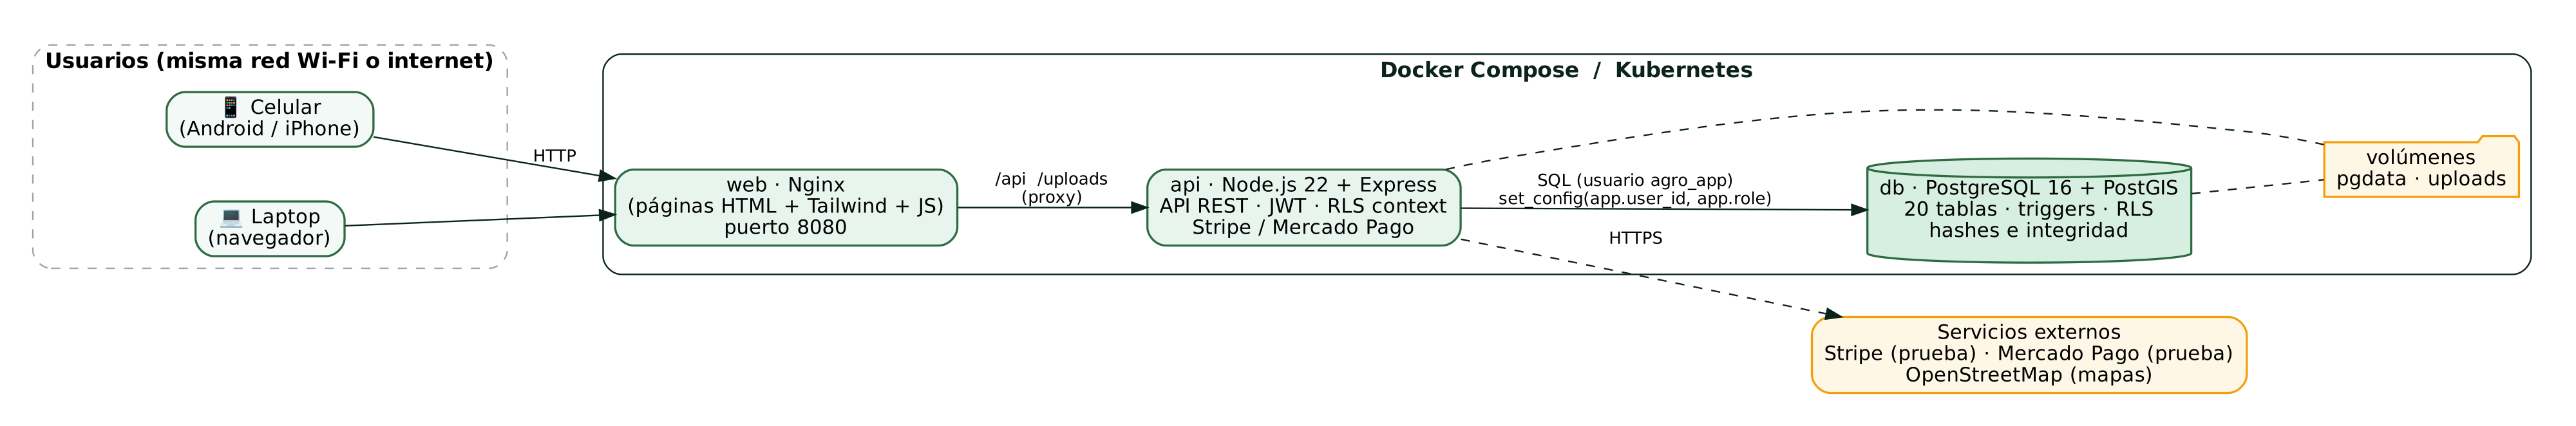 Usuarios (misma red Wi-Fi o internet)
📱 Celular
(Android / iPhone)
💻 Laptop
(navegador)
HTTP
Docker Compose / Kubernetes
web · Nginx
(páginas HTML + Tailwind + JS)
puerto 8080
/api /uploads
(proxy)
api · Node.js 22 + Express
API REST · JWT · RLS context
Stripe / Mercado Pago
SQL (usuario agro_app)
set_config(app.user_id, app.role)
HTTPS
db · PostgreSQL 16 + PostGIS
20 tablas · triggers · RLS
hashes e integridad
volúmenes
pgdata · uploads
Servicios externos
Stripe (prueba) · Mercado Pago (prueba)
OpenStreetMap (mapas)